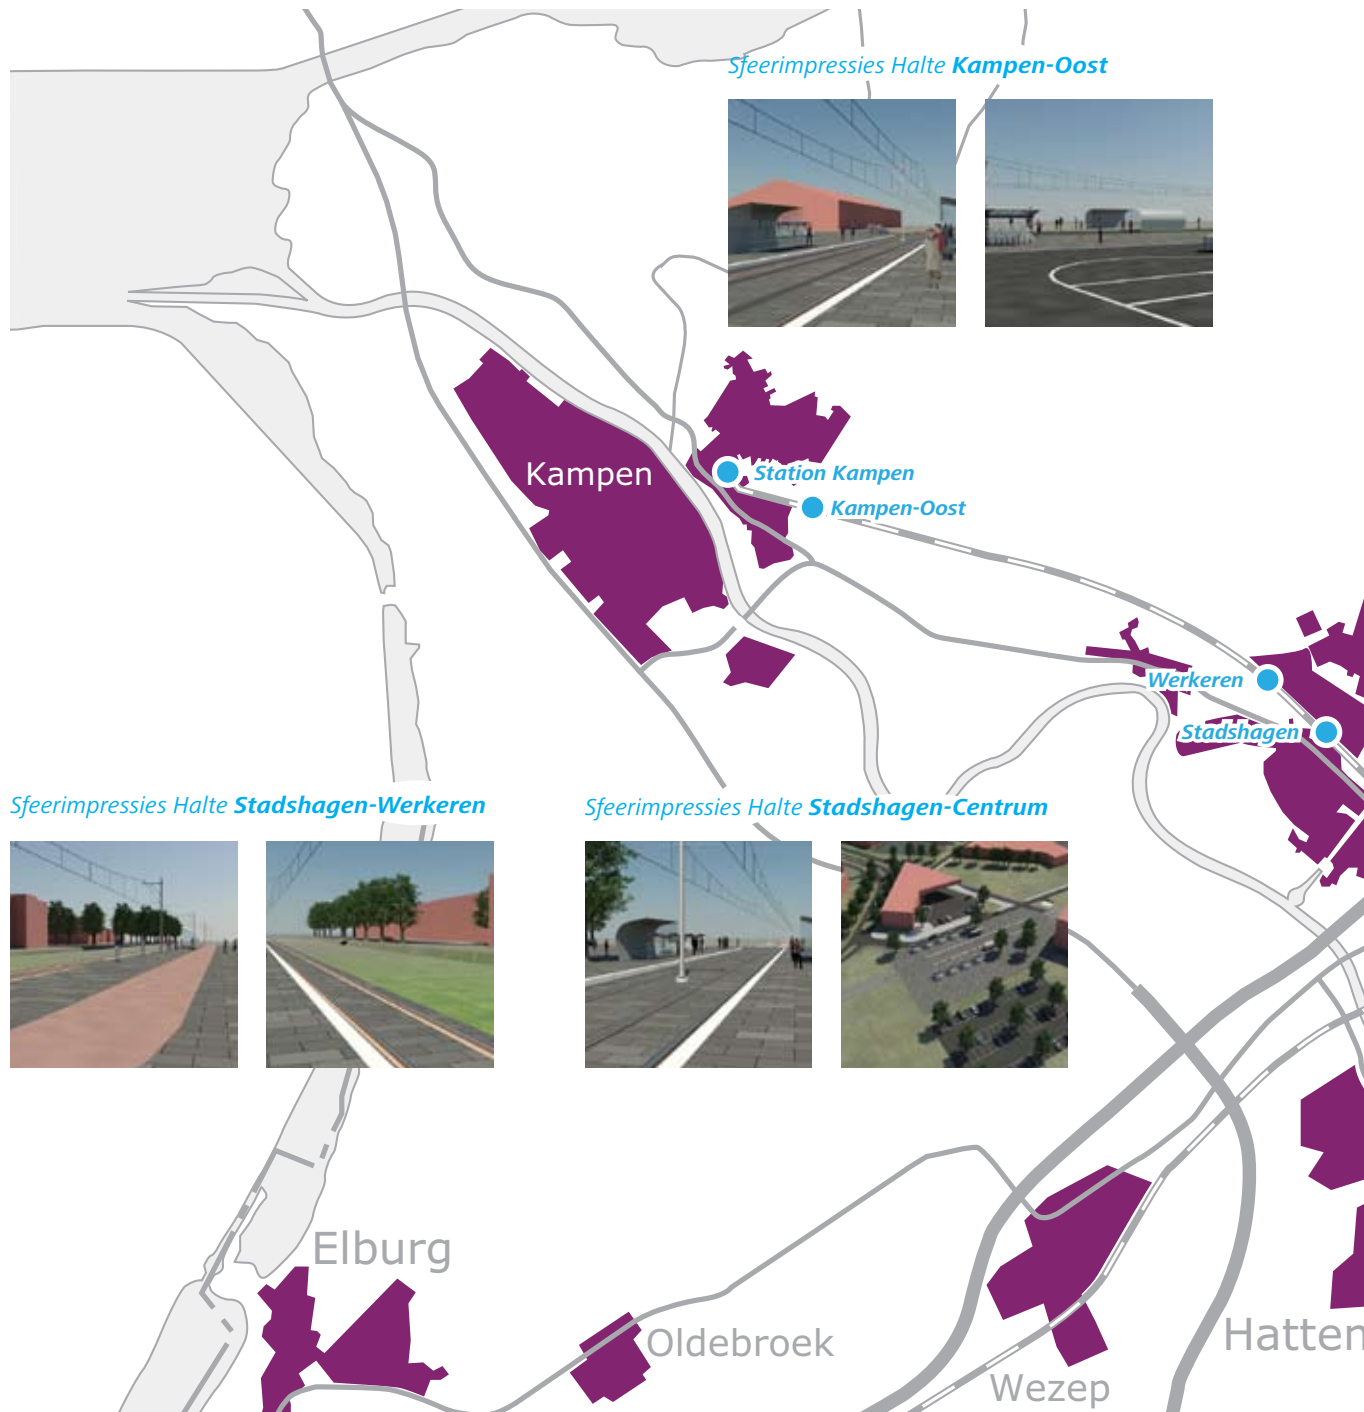 Sfeerimpressies Halte Kampen-Oost
Kampen
Station Kampen
Kampen-Oost
Werkeren
Stadshagen
Sfeerimpressies Halte Stadshagen-Werkeren
Sfeerimpressies Halte Stadshagen-Centrum
Elburg
Oldebroek
Hattem
Wezep